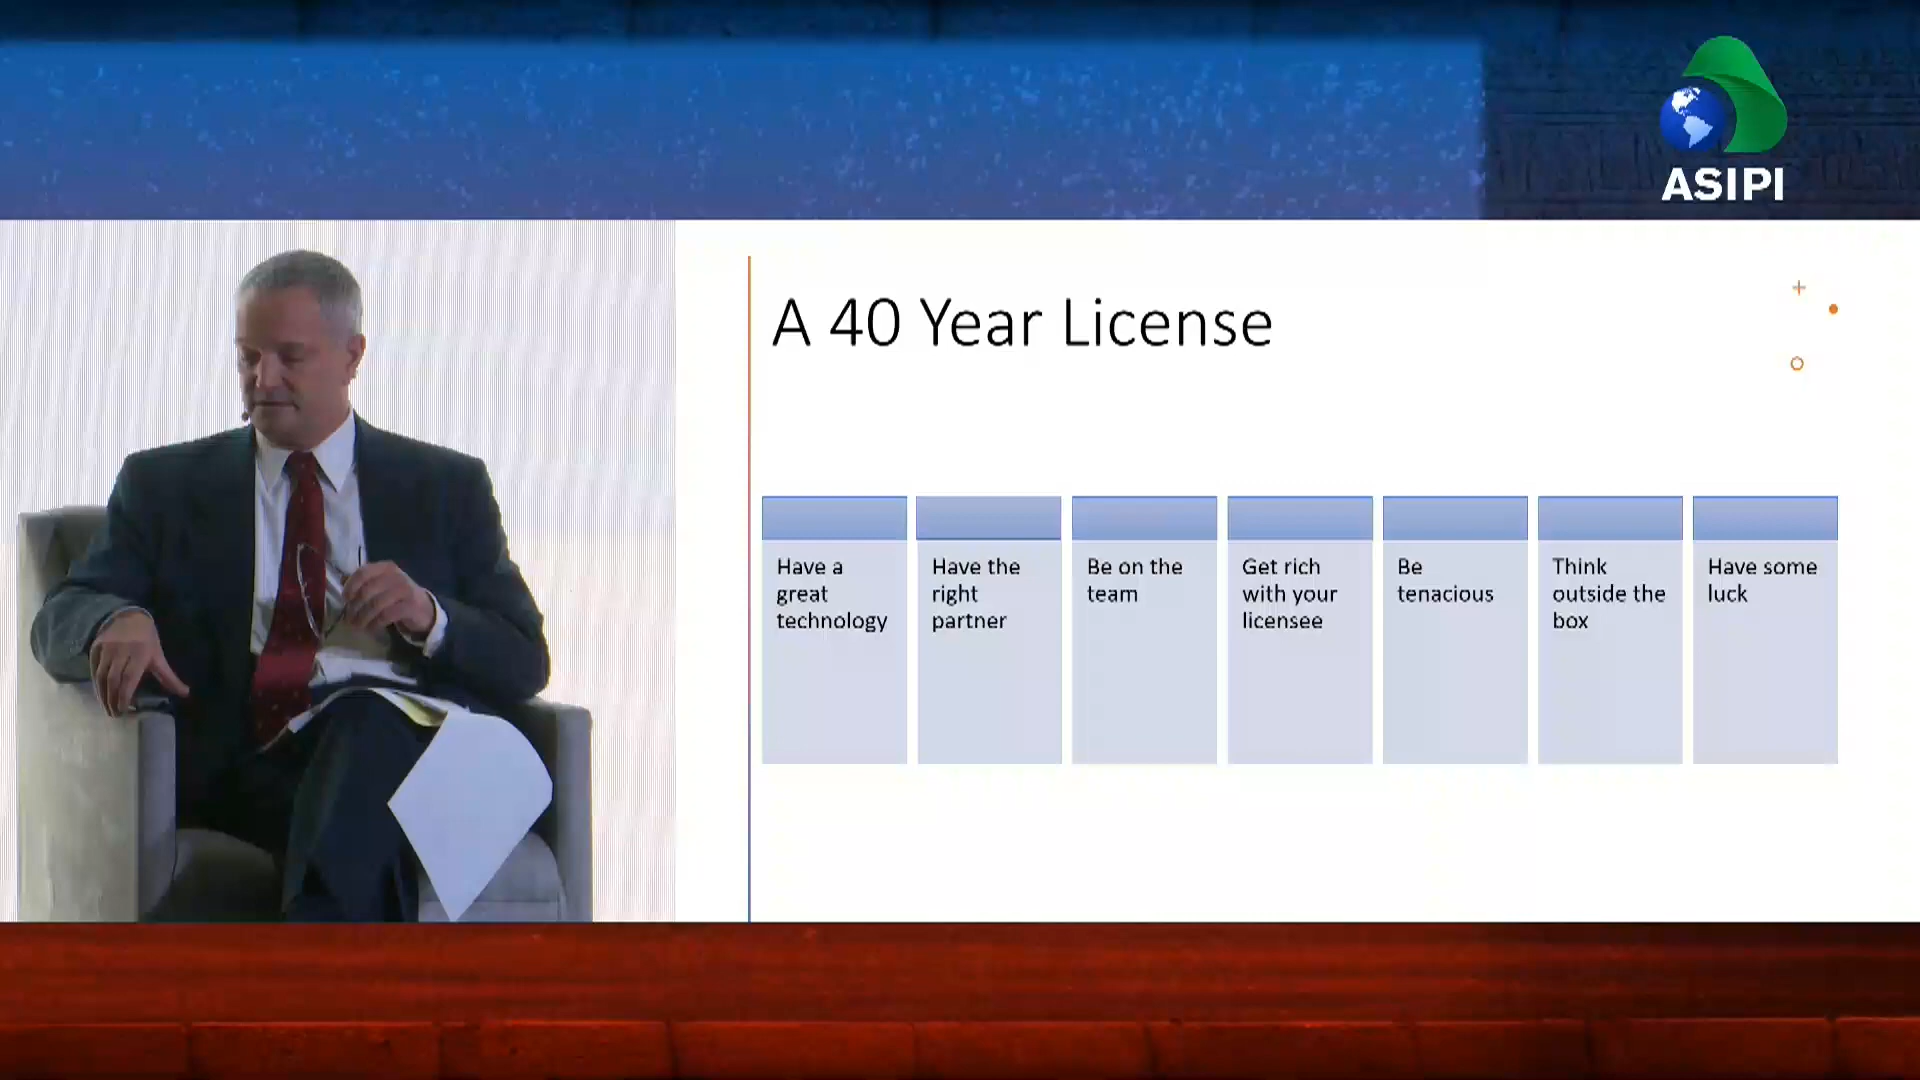 ASIPI
A 40 Year License
Have a
great
technology
Have the
right
partner
Be on the
team
Get rich
with your
licensee
Be
tenacious
Think
outside the
box
Have some
luck